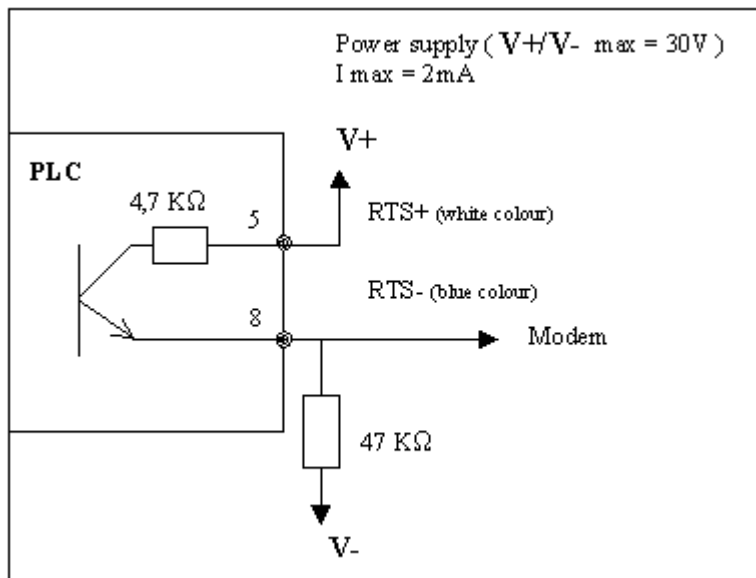 Power supply ( V+/V- max = 30V )
I max = 2mA
V+
PLC
4,7 KΩ
5
RTS+ (white colour)
RTS- (blue colour)
8
Modem
47 KΩ
V-